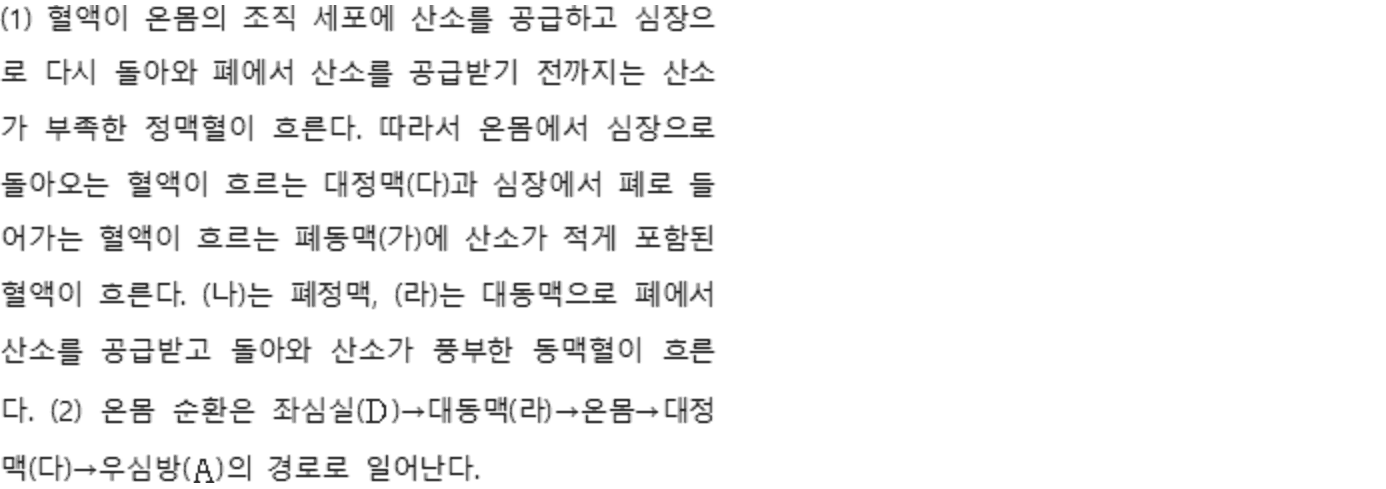 (1) 혈액이 온몸의 조직 세포에 산소를 공급하고 심장으
로 다시 돌아와 폐에서 산소를 공급받기 전까지는 산소
가 부족한 정맥혈이 흐른다. 따라서 온몸에서 심장으로
돌아오는 혈액이 흐르는 대정맥(다)과 심장에서 폐로 들
어가는 혈액이 흐르는 폐동맥(가)에 산소가 적게 포함된
혈액이 흐른다. (나)는 폐정맥, (라)는 대동맥으로 폐에서
산소를 공급받고 돌아와 산소가 풍부한 동맥혈이 흐른
다. (2) 온몸 순환은 좌심실(D)→대동맥(라)→온몸→대정
맥(다)→우심방(A)의 경로로 일어난다.